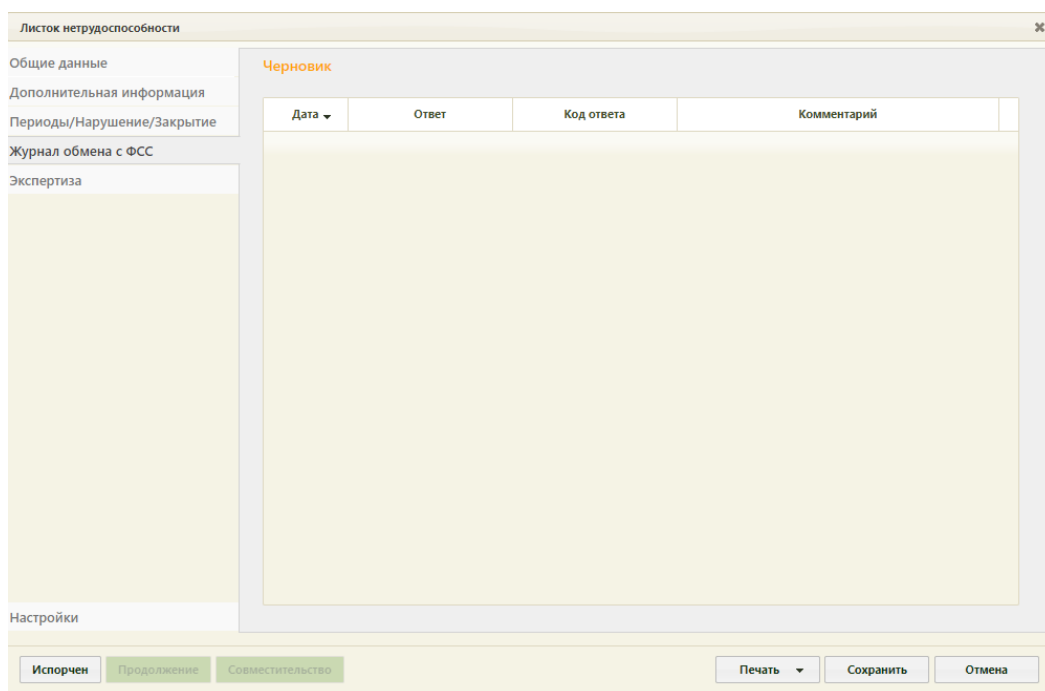 Листок нетрудоспособности
Общие данные
Дополнительная информация
Периоды/Нарушение/Закрытие
Журнал обмена с ФСС
Экспертиза
Настройки
Черновик
Дата Ответ Код ответа Комментарий
Испорчен Продолжение Совместительство Печать Сохранить Отмена